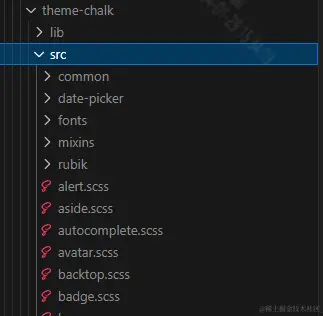 theme-chalk
lib
src
common
date-picker
fonts
mixins
rubik
alert.scss
aside.scss
autocomplete.scss
avatar.scss
backtop.scss
badge.scss
@稀土掘金技术社区